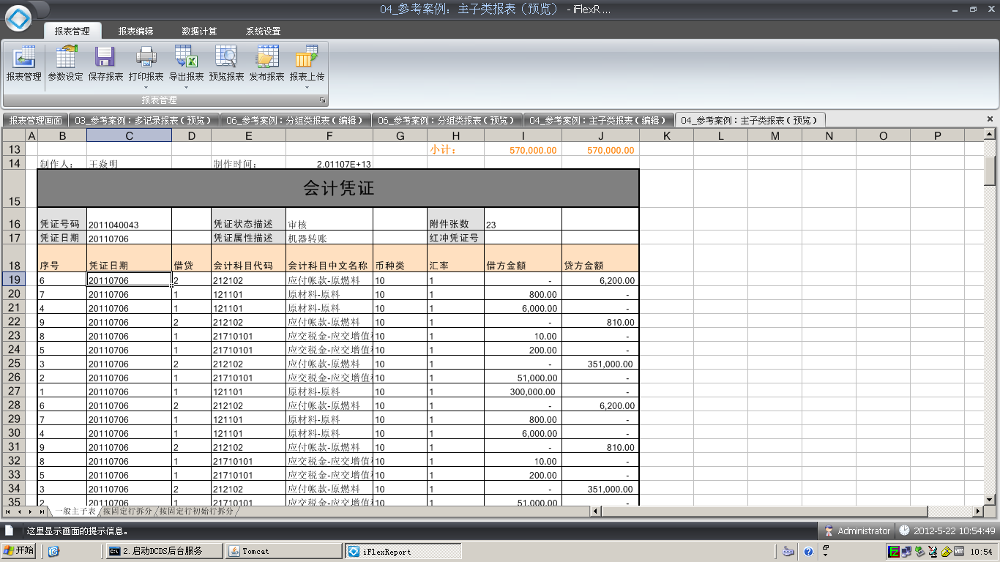 04_参考案例：主子类报表（预览） - iFlexR...
报表管理 报表编辑 数据计算 系统设置
报表管理 参数设定 保存报表 打印报表 导出报表 预览报表 发布报表 报表上传
报表管理
报表管理画面 03_参考案例：多记录报表（预览） 06_参考案例：分组类报表（编辑） 06_参考案例：分组类报表（预览） 04_参考案例：主子类报表（编辑） 04_参考案例：主子类报表（预览）
A B C D E F G H I J K L M N O P
13 小计： 570,000.00 570,000.00
14 制作人： 王焱明 制作时间： 2.01107E+13
15 会计凭证
16 凭证号码 2011040043 凭证状态描述 审核 附件张数 23
17 凭证日期 20110706 凭证属性描述 机器转账 红冲凭证号
18 序号 凭证日期 借贷 会计科目代码 会计科目中文名称 币种类 汇率 借方金额 贷方金额
19 6 20110706 2 212102 应付帐款-原燃料 10 1 - 6,200.00
20 7 20110706 1 121101 原材料-原料 10 1 800.00 -
21 4 20110706 1 121101 原材料-原料 10 1 6,000.00 -
22 9 20110706 2 212102 应付帐款-原燃料 10 1 - 810.00
23 8 20110706 1 21710101 应交税金-应交增值 10 1 10.00 -
24 5 20110706 1 21710101 应交税金-应交增值 10 1 200.00 -
25 3 20110706 2 212102 应付帐款-原燃料 10 1 - 351,000.00
26 2 20110706 1 21710101 应交税金-应交增值 10 1 51,000.00 -
27 1 20110706 1 121101 原材料-原料 10 1 300,000.00 -
28 6 20110706 2 212102 应付帐款-原燃料 10 1 - 6,200.00
29 7 20110706 1 121101 原材料-原料 10 1 800.00 -
30 4 20110706 1 121101 原材料-原料 10 1 6,000.00 -
31 9 20110706 2 212102 应付帐款-原燃料 10 1 - 810.00
32 8 20110706 1 21710101 应交税金-应交增值 10 1 10.00 -
33 5 20110706 1 21710101 应交税金-应交增值 10 1 200.00 -
34 3 20110706 2 212102 应付帐款-原燃料 10 1 - 351,000.00
35 2 20110706 1 21710101 应交税金-应交增值 10 1 51,000.00 -
一般主子表 按固定行拆分 按固定行初始行拆分
这里显示画面的提示信息。 Administrator 2012-5-22 10:54:49
开始 2.启动DCDS后台服务 Tomcat iFlexReport 10:54